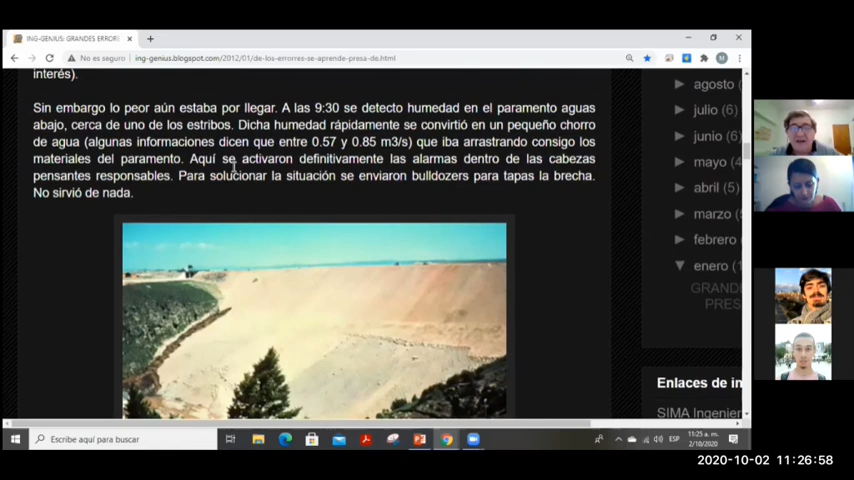 ING-GENIUS: GRANDES ERRORE
No es seguro
ing-genius.blogspot.com/2012/01/de-los-errorres-se-aprende-presa-de.html
M
interés).
Sin embargo lo peor aún estaba por llegar. A las 9:30 se detecto humedad en el paramento aguas
abajo, cerca de uno de los estribos. Dicha humedad rápidamente se convirtió en un pequeño chorro
de agua (algunas informaciones dicen que entre 0.57 y 0.85 m3/s) que iba arrastrando consigo los
materiales del paramento. Aquí se activaron definitivamente las alarmas dentro de las cabezas
pensantes responsables. Para solucionar la situación se enviaron bulldozers para tapas la brecha.
No sirvió de nada.
agosto (
julio (6)
junio (6)
mayo (4)
abril (5)
marzo (5
febrero (
enero (1
GRANDE
PRES
Enlaces de in
SIMA Ingenier
Escribe aquí para buscar
ESP
11:25 a. m.
2/10/2020
2020-10-02 11:26:58